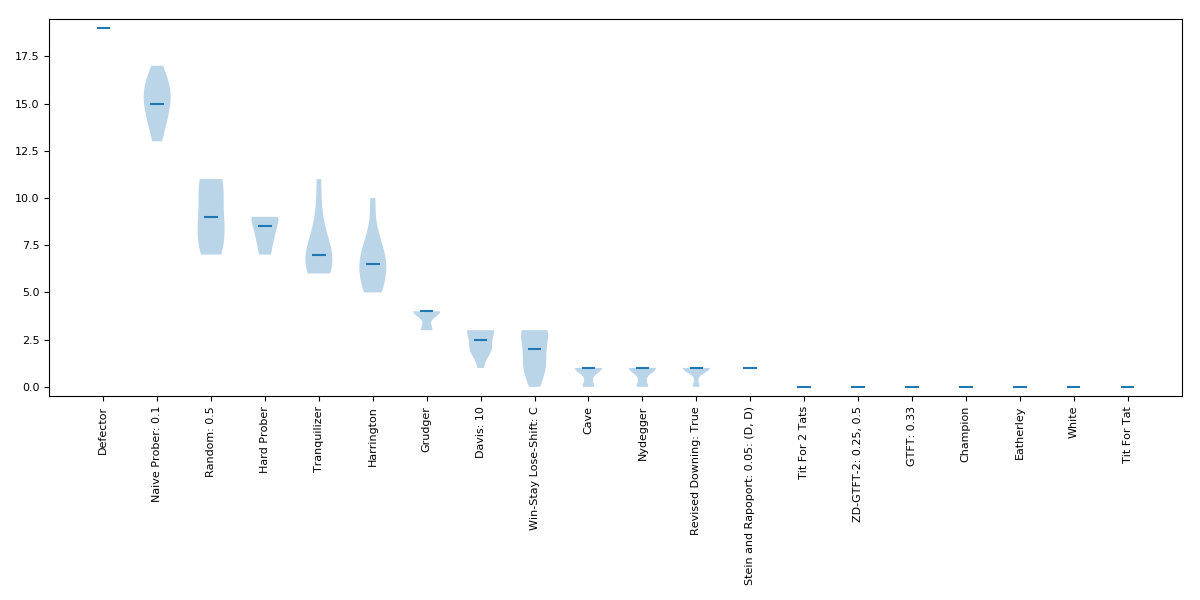 17.5
15.0
12.5
10.0
7.5
5.0
2.5
0.0
Defector
Naive Prober: 0.1
Random: 0.5
Hard Prober
Tranquilizer
Harrington
Grudger
Davis: 10
Win-Stay Lose-Shift: C
Cave
Nydegger
Revised Downing: True
Stein and Rapoport: 0.05: (D, D)
Tit For 2 Tats
ZD-GTFT-2: 0.25, 0.5
GTFT: 0.33
Champion
Eatherley
White
Tit For Tat